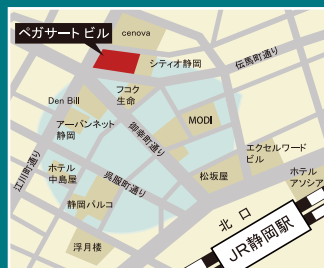 cenova
ペガサート ビル
シティオ静岡
伝馬町通り
フコク
生命
Den Bill
アーバンネット
静岡
御幸町通り
MODI
エクセルワード
ビル
江川町通り
ホテル
中島屋
呉服町通り
松坂屋
ホテル
アソシア
静岡パルコ
北口
JR静岡駅
浮月楼